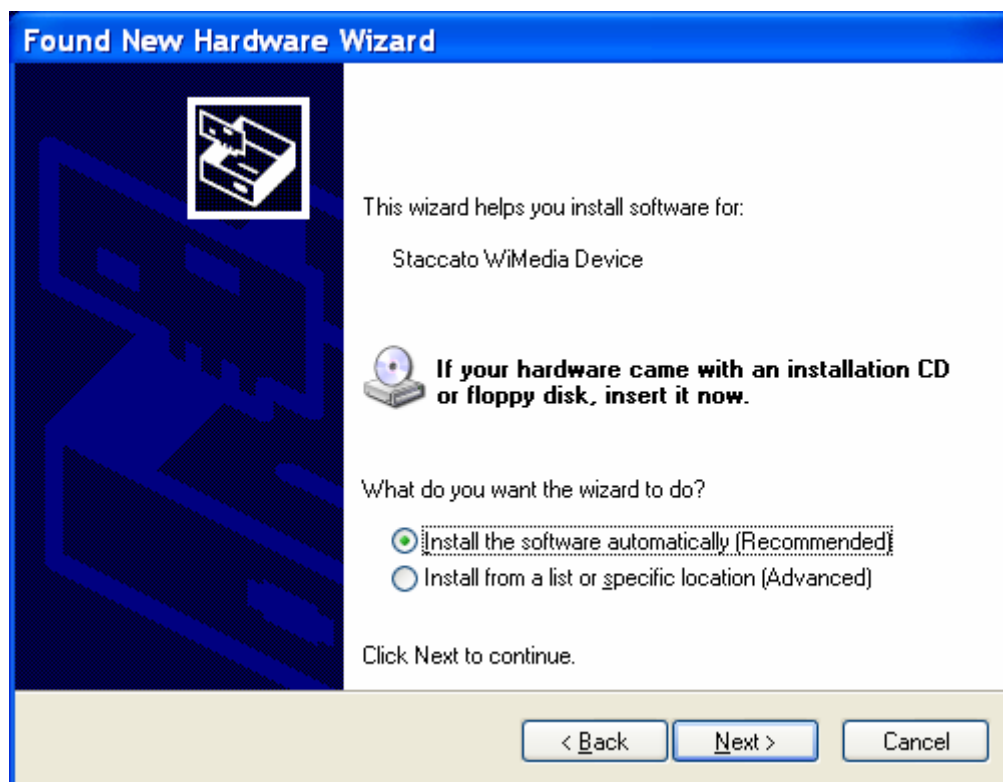 Found New Hardware Wizard
This wizard helps you install software for:
Staccato WiMedia Device
If your hardware came with an installation CD
or floppy disk, insert it now.
What do you want the wizard to do?
Install the software automatically (Recommended)
Install from a list or specific location (Advanced)
Click Next to continue.
< Back
Next >
Cancel